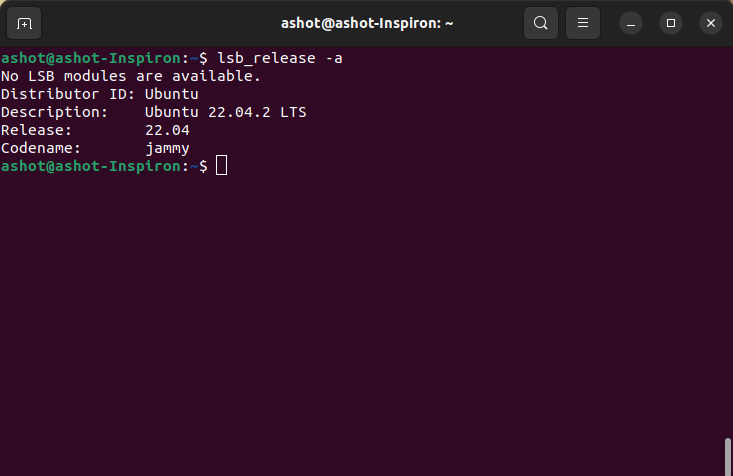 ashot@ashot-Inspiron: ~
ashot@ashot-Inspiron:~$ lsb_release -a
No LSB modules are available.
Distributor ID: Ubuntu
Description:    Ubuntu 22.04.2 LTS
Release:        22.04
Codename:       jammy
ashot@ashot-Inspiron:~$